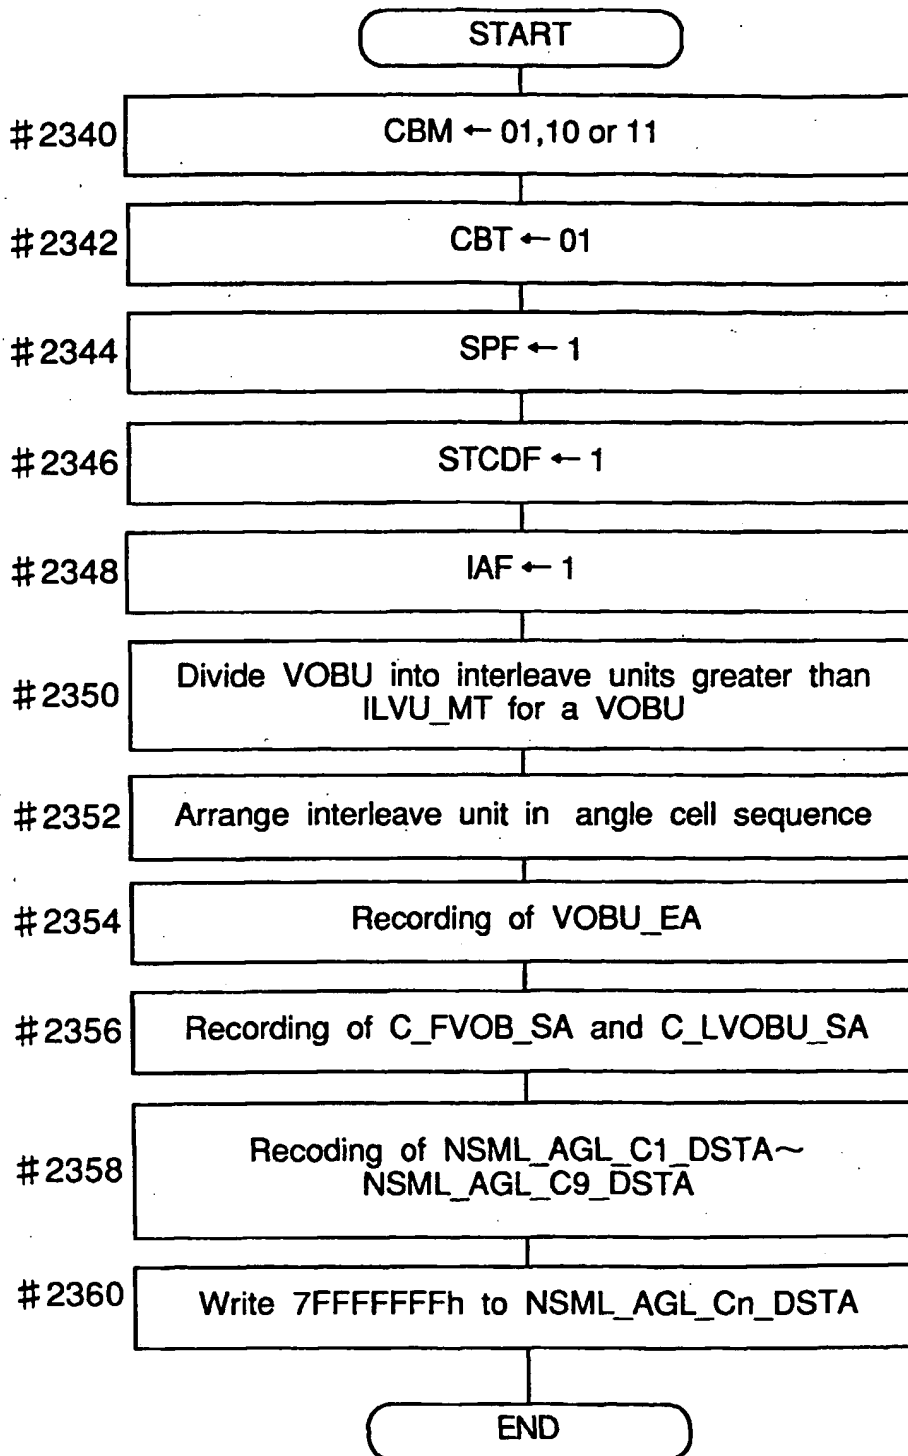 START
#2340
CBM ← 01,10 or 11
#2342
CBT ← 01
#2344
SPF ← 1
#2346
STCDF ← 1
#2348
IAF ← 1
#2350
Divide VOBU into interleave units greater than
ILVU_MT for a VOBU
#2352
Arrange interleave unit in angle cell sequence
#2354
Recording of VOBU_EA
#2356
Recording of C_FVOB_SA and C_LVOBU_SA
#2358
Recoding of NSML_AGL_C1_DSTA~
NSML_AGL_C9_DSTA
#2360
Write 7FFFFFFFh to NSML_AGL_Cn_DSTA
END